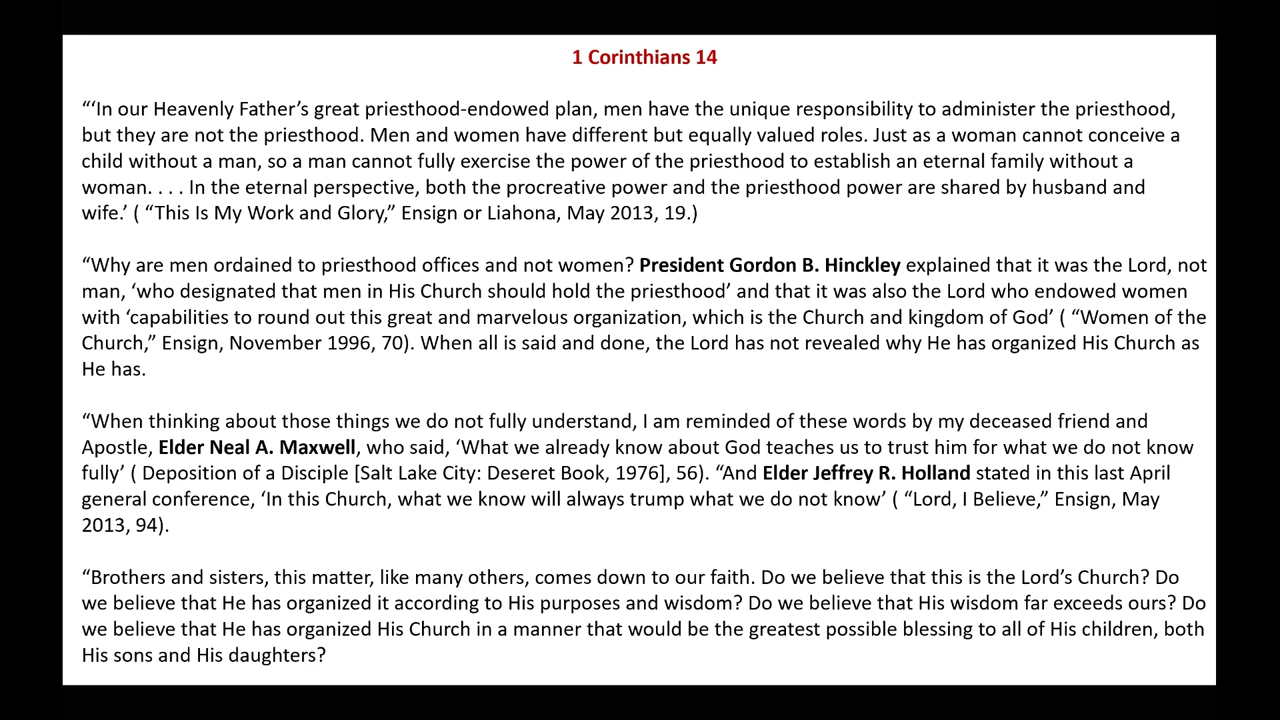 1 Corinthians 14
“‘In our Heavenly Father’s great priesthood-endowed plan, men have the unique responsibility to administer the priesthood,
but they are not the priesthood. Men and women have different but equally valued roles. Just as a woman cannot conceive a
child without a man, so a man cannot fully exercise the power of the priesthood to establish an eternal family without a
woman. . . . In the eternal perspective, both the procreative power and the priesthood power are shared by husband and
wife.’ ( “This Is My Work and Glory,” Ensign or Liahona, May 2013, 19.)
“Why are men ordained to priesthood offices and not women? President Gordon B. Hinckley explained that it was the Lord, not
man, ‘who designated that men in His Church should hold the priesthood’ and that it was also the Lord who endowed women
with ‘capabilities to round out this great and marvelous organization, which is the Church and kingdom of God’ ( “Women of the
Church,” Ensign, November 1996, 70). When all is said and done, the Lord has not revealed why He has organized His Church as
He has.
“When thinking about those things we do not fully understand, I am reminded of these words by my deceased friend and
Apostle, Elder Neal A. Maxwell, who said, ‘What we already know about God teaches us to trust him for what we do not know
fully’ ( Deposition of a Disciple [Salt Lake City: Deseret Book, 1976], 56). “And Elder Jeffrey R. Holland stated in this last April
general conference, ‘In this Church, what we know will always trump what we do not know’ ( “Lord, I Believe,” Ensign, May
2013, 94).
“Brothers and sisters, this matter, like many others, comes down to our faith. Do we believe that this is the Lord’s Church? Do
we believe that He has organized it according to His purposes and wisdom? Do we believe that His wisdom far exceeds ours? Do
we believe that He has organized His Church in a manner that would be the greatest possible blessing to all of His children, both
His sons and His daughters?